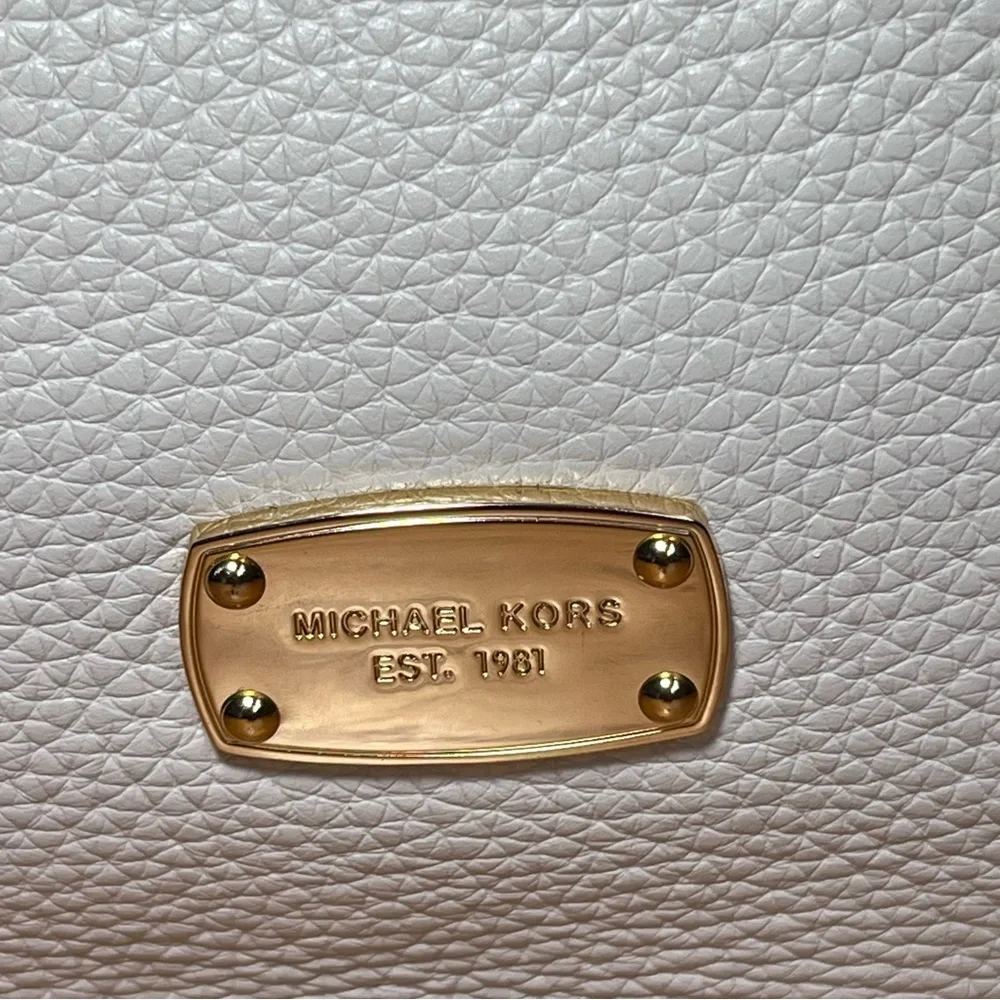 MICHAEL KORS
EST. 1981